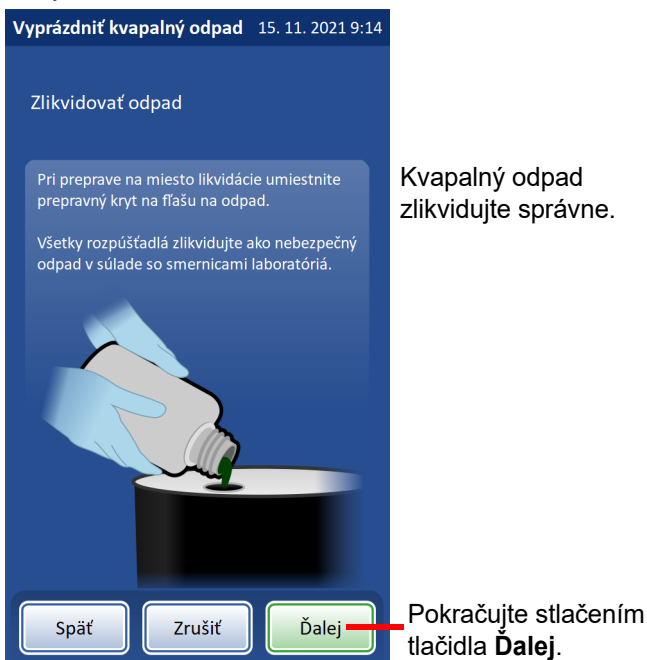 Vyprázdniť kvapalný odpad 15. 11. 2021 9:14
Zlikvidovať odpad
Pri preprave na miesto likvidácie umiestnite
prepravný kryt na fľašu na odpad.
Všetky rozpúšťadlá zlikvidujte ako nebezpečný
odpad v súlade so smernicami laboratóriá.
Kvapalný odpad
zlikvidujte správne.
Späť
Zrušiť
Ďalej
Pokračujte stlačením
tlačidla Ďalej.